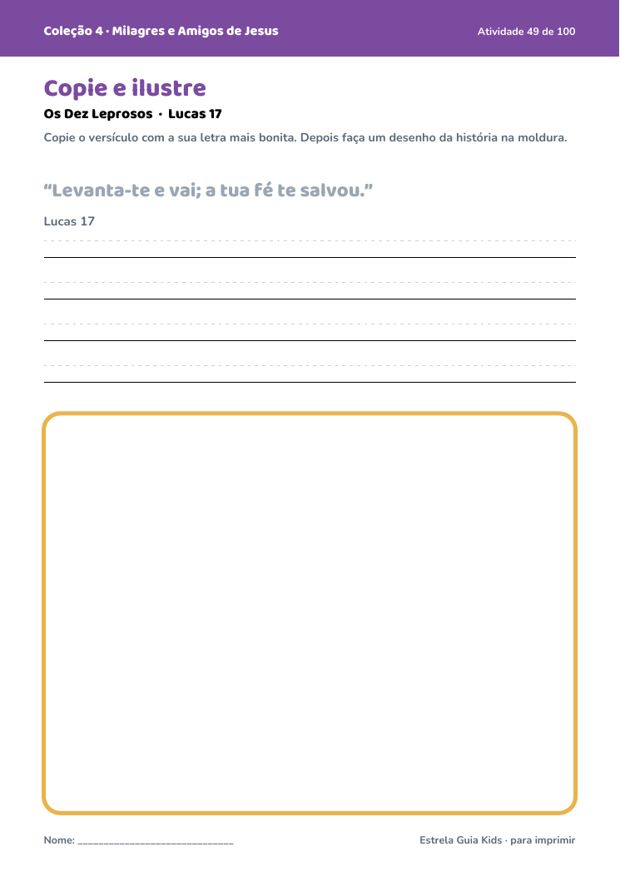 Coleção 4 · Milagres e Amigos de Jesus
Atividade 49 de 100
Copie e ilustre
Os Dez Leprosos · Lucas 17
Copie o versículo com a sua letra mais bonita. Depois faça um desenho da história na moldura.
“Levanta-te e vai; a tua fé te salvou.”
Lucas 17
Nome: ______________________________
Estrela Guia Kids · para imprimir